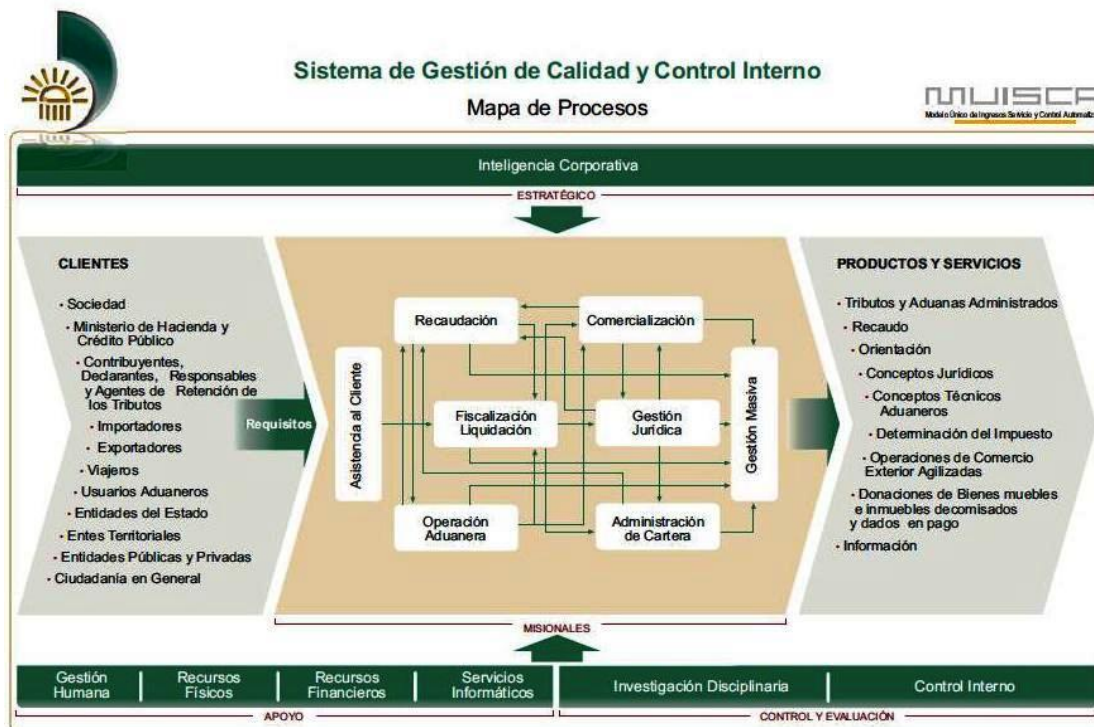 Sistema de Gestión de Calidad y Control Interno
Mapa de Procesos
MUISCA
Modelo Único de Ingresos Servicio y Control
Inteligencia Corporativa
ESTRATÉGICO
CLIENTES
· Sociedad
· Ministerio de Hacienda y
Crédito Público
· Contribuyentes,
Declarantes, Responsables
y Agentes de Retención de
los Tributos
· Importadores
· Exportadores
· Viajeros
· Usuarios Aduaneros
· Entidades del Estado
· Entes Territoriales
· Entidades Públicas y Privadas
· Ciudadanía en General
Requisitos
Asistencia al Cliente
Recaudación
Comercialización
Fiscalización
Liquidación
Gestión
Jurídica
Operación
Aduanera
Administración
de Cartera
Gestión Masiva
MISIONALES
PRODUCTOS Y SERVICIOS
· Tributos y Aduanas Administrados
· Recaudo
· Orientación
· Conceptos Jurídicos
· Conceptos Técnicos
Aduaneros
· Determinación del Impuesto
· Operaciones de Comercio
Exterior Agilizadas
· Donaciones de Bienes muebles
e inmuebles decomisados
y dados en pago
· Información
Gestión
Humana
Recursos
Físicos
Recursos
Financieros
Servicios
Informáticos
Investigación Disciplinaria
Control Interno
APOYO
CONTROL Y EVALUACIÓN